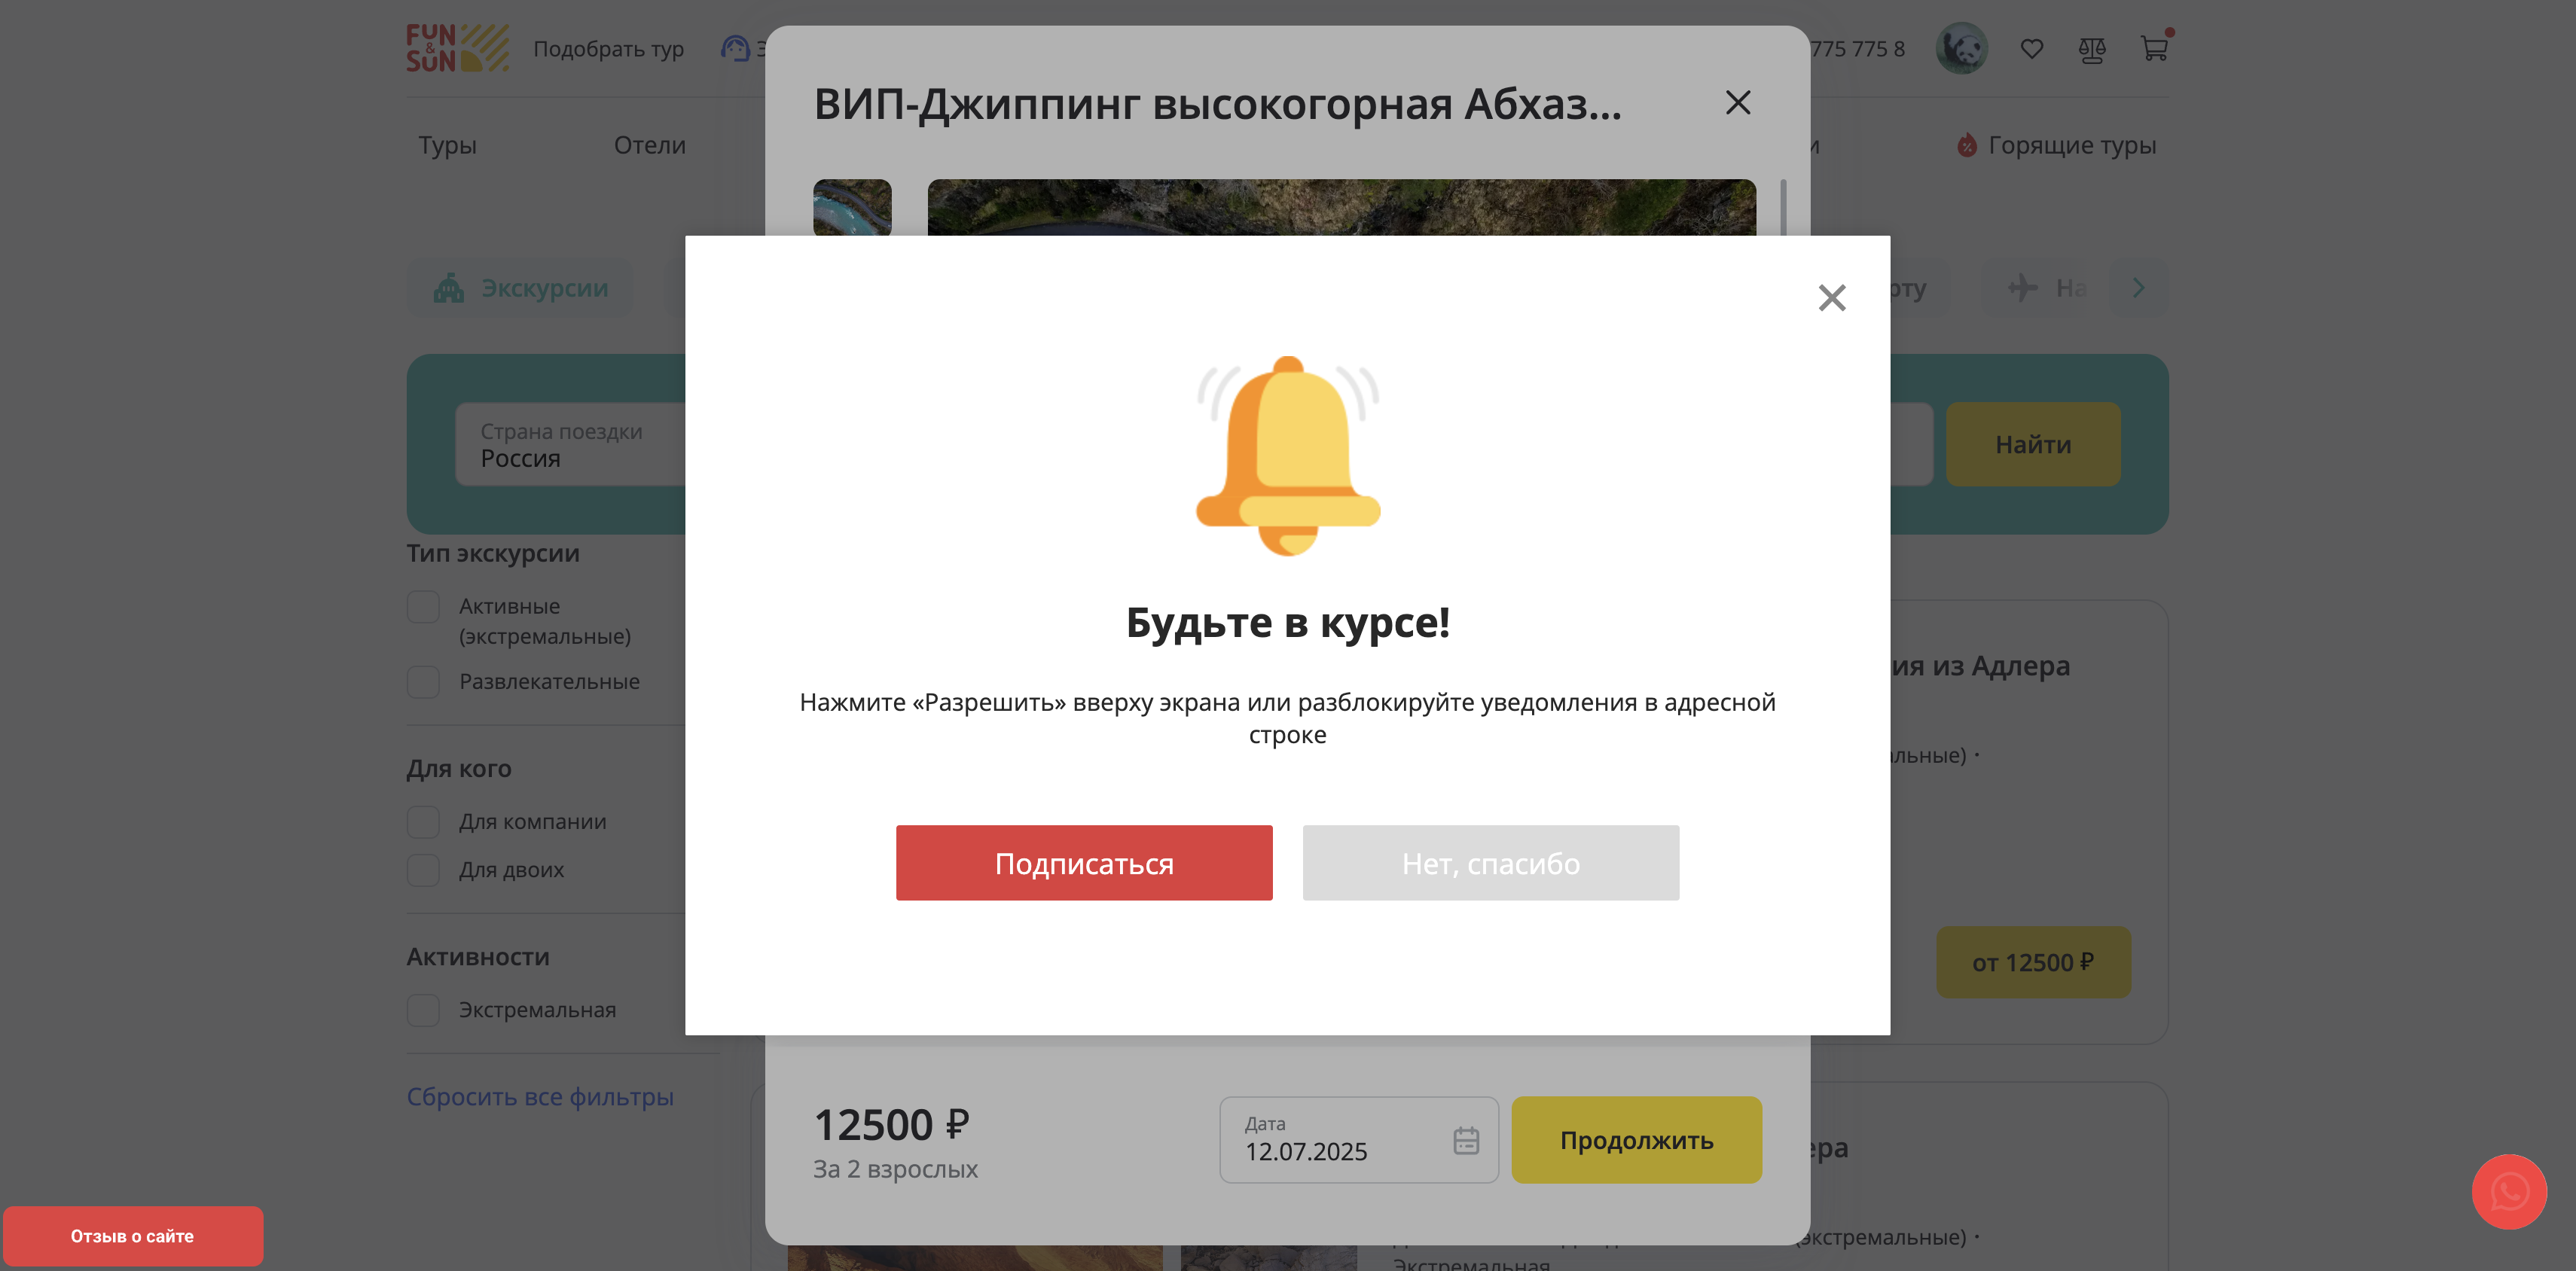 FUN
&
SUN
Подобрать тур
775 775 8
Туры
Отели
Горящие туры
ВИП-Джиппинг высокогорная Абхаз...
Экскурсии
На
Страна поездки
Россия
Найти
Тип экскурсии
Активные
(экстремальные)
Развлекательные
Для кого
Для компании
Для двоих
Активности
Экстремальная
Сбросить все фильтры
Будьте в курсе!
Нажмите «Разрешить» вверху экрана или разблокируйте уведомления в адресной
строке
Подписаться
Нет, спасибо
ия из Адлера
льные) ·
от 12500 ₽
12500 ₽
За 2 взрослых
Дата
12.07.2025
Продолжить
ера
(экстремальные) ·
Экстремальная
Отзыв о сайте